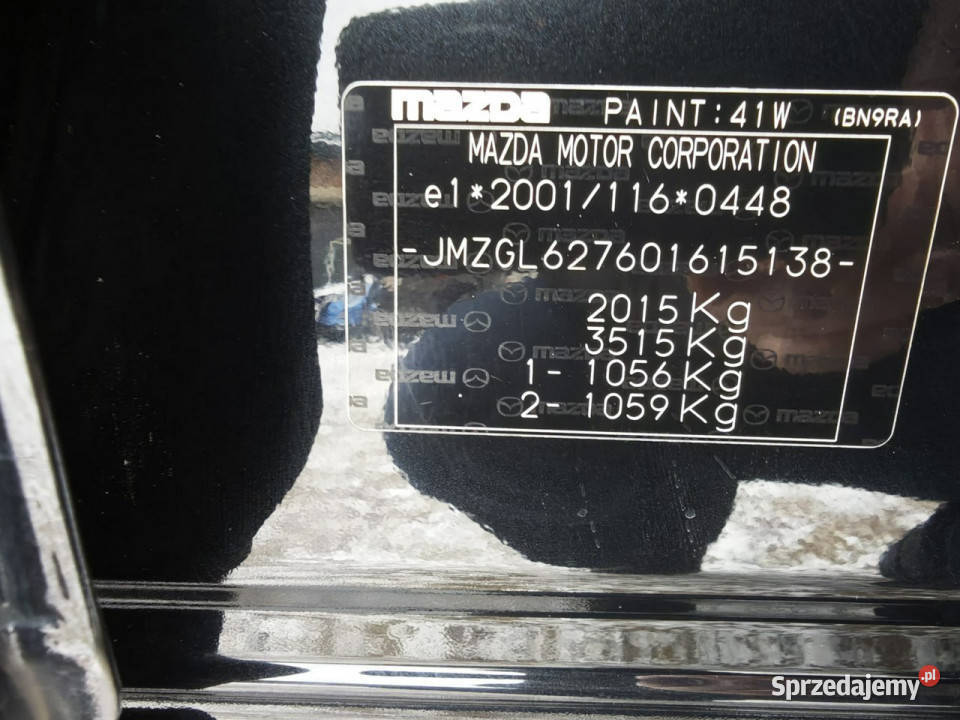 mazda PAINT:41W (BN9RA)
MAZDA MOTOR CORPORATION
e1*2001/116*0448
-JMZGL627601615138-
2015Kg
3515Kg
1- 1056Kg
2- 1059Kg
Sprzedajemy.pl